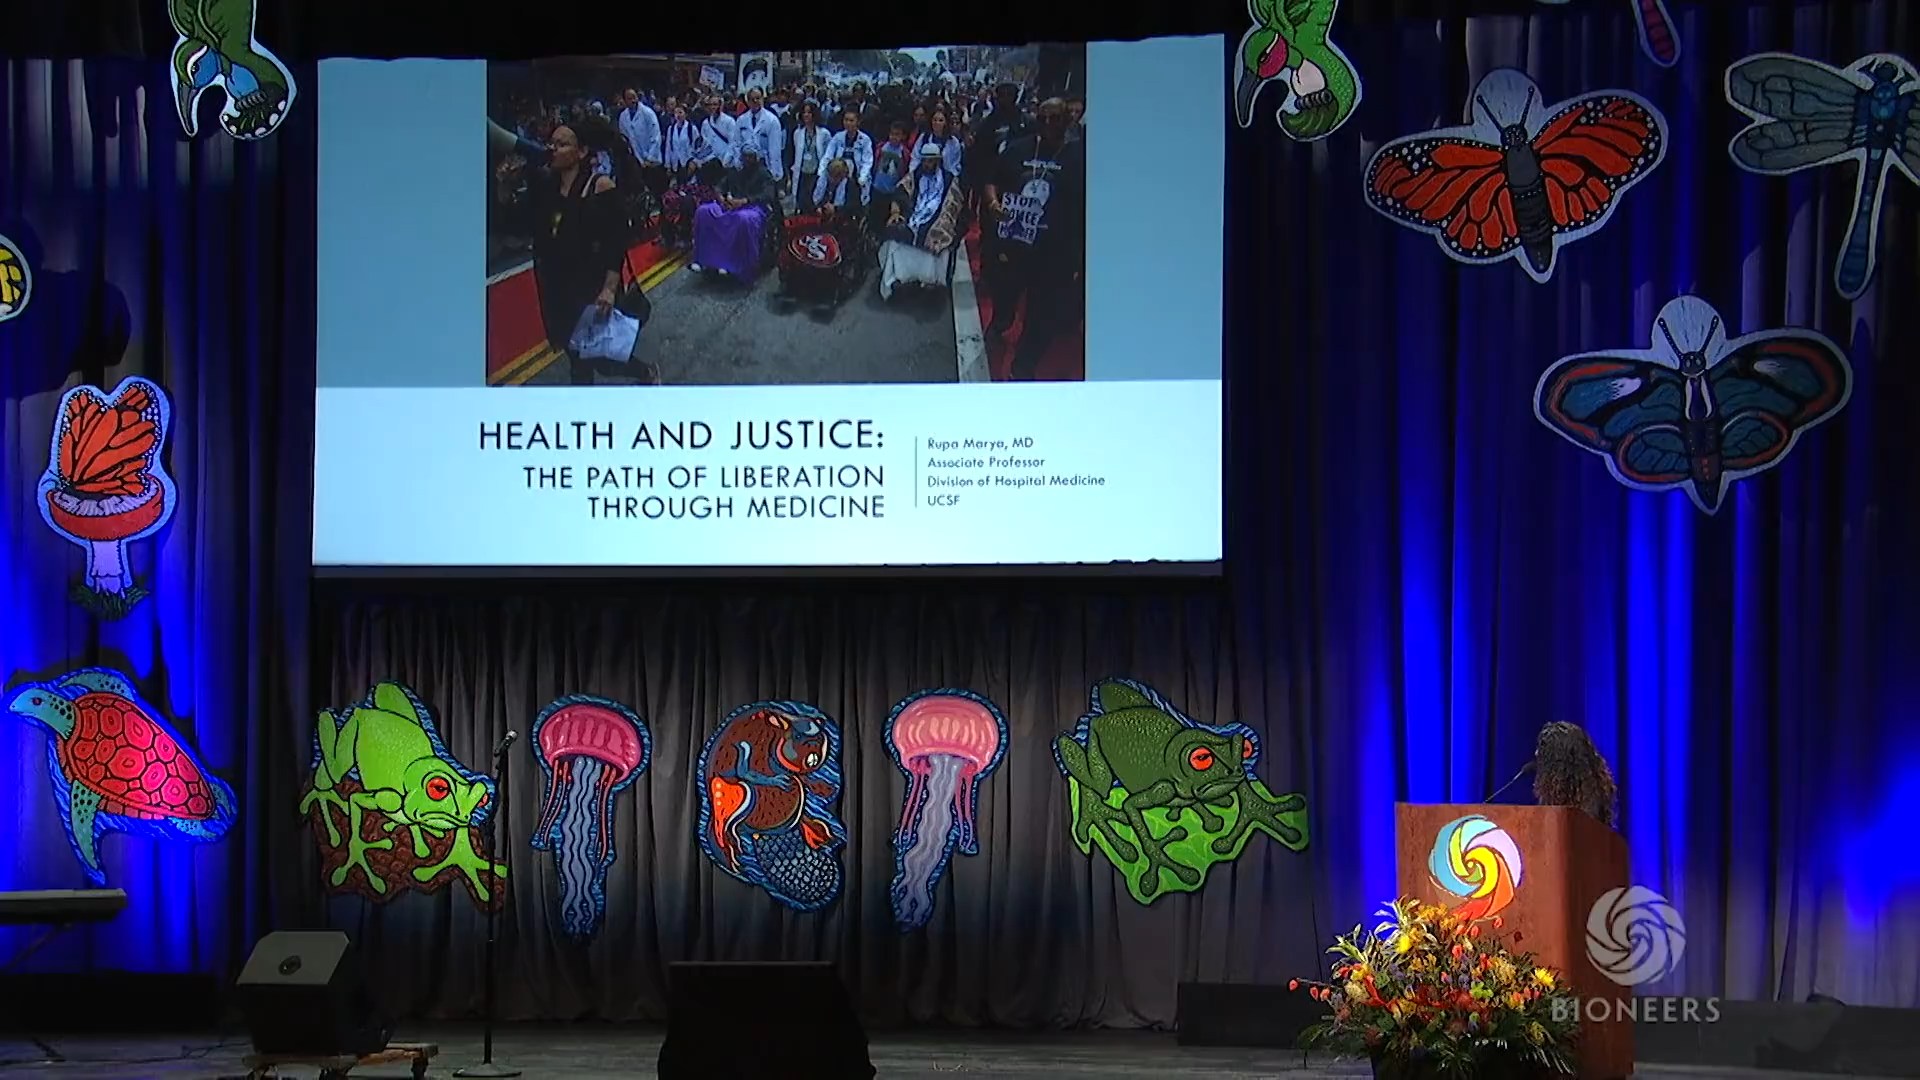 HEALTH AND JUSTICE:
THE PATH OF LIBERATION
THROUGH MEDICINE
Rupa Marya, MD
Associate Professor
Division of Hospital Medicine
UCSF
STOP
BIONEERS